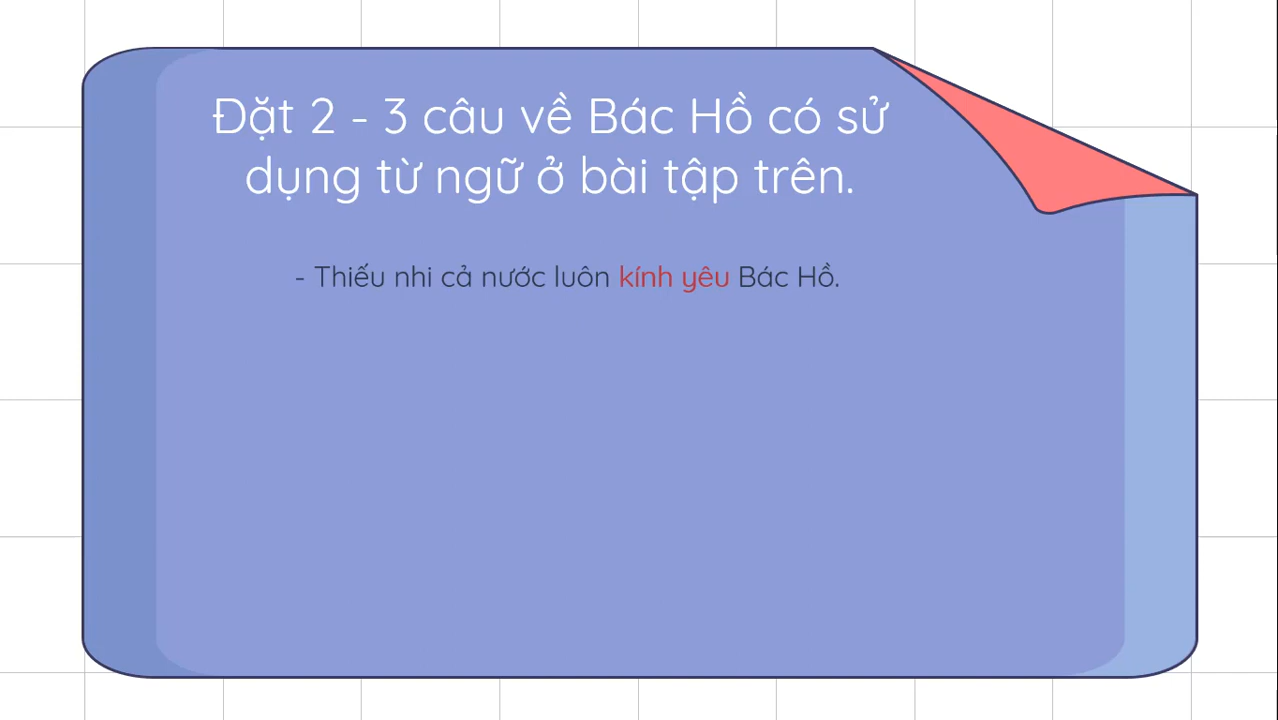 Đặt 2 - 3 câu về Bác Hồ có sử
dụng từ ngữ ở bài tập trên.
- Thiếu nhi cả nước luôn kính yêu Bác Hồ.